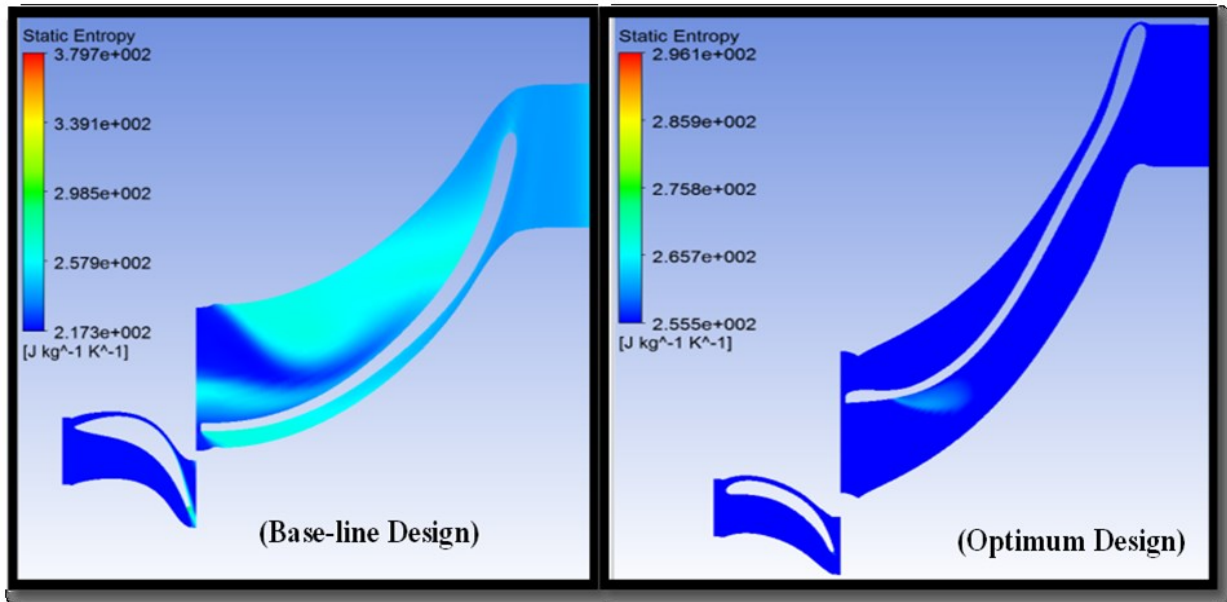 Static Entropy
3.797e+002
3.391e+002
2.985e+002
2.579e+002
2.173e+002
[J kg^-1 K^-1]
(Base-line Design)
Static Entropy
2.961e+002
2.859e+002
2.758e+002
2.657e+002
2.555e+002
[J kg^-1 K^-1]
(Optimum Design)